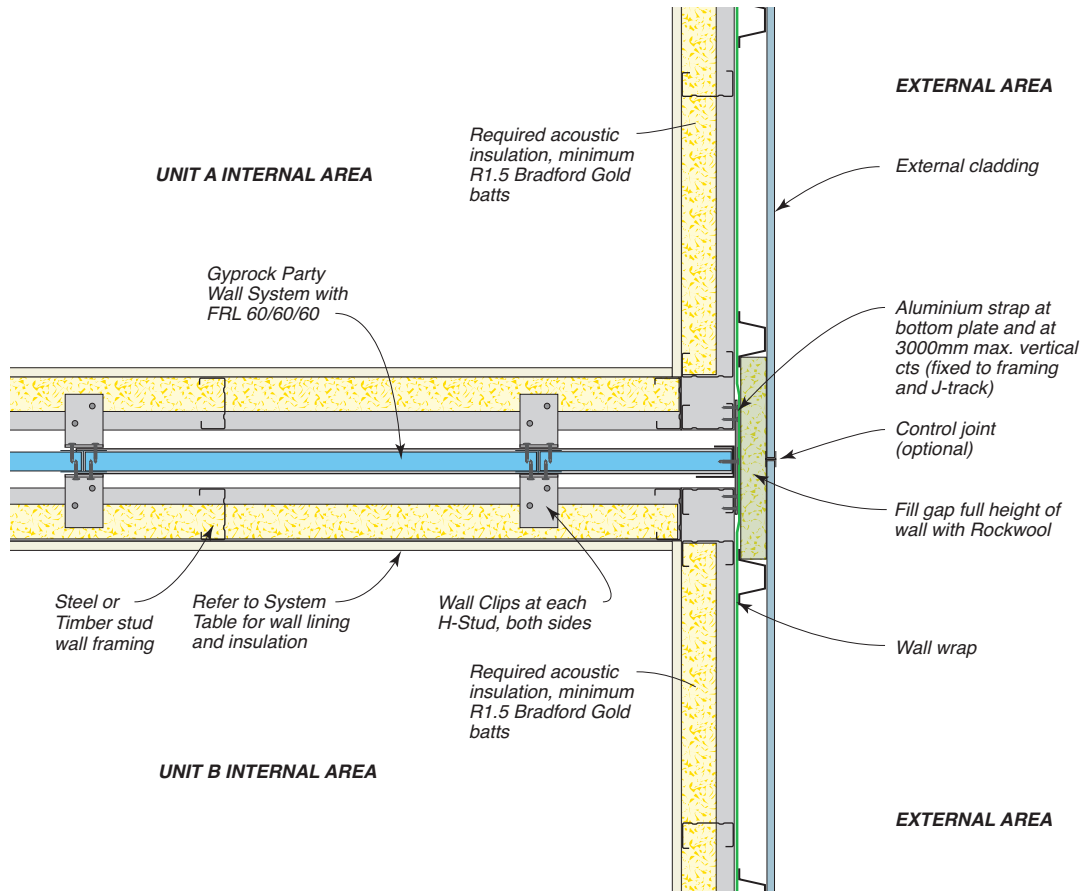 EXTERNAL AREA
Required acoustic
insulation, minimum
R1.5 Bradford Gold
batts
UNIT A INTERNAL AREA
External cladding
Gyprock Party
Wall System with
FRL 60/60/60
Aluminium strap at
bottom plate and at
3000mm max. vertical
cts (fixed to framing
and J-track)
Control joint
(optional)
Fill gap full height of
wall with Rockwool
Steel or
Timber stud
wall framing
Refer to System
Table for wall lining
and insulation
Wall Clips at each
H-Stud, both sides
Wall wrap
Required acoustic
insulation, minimum
R1.5 Bradford Gold
batts
UNIT B INTERNAL AREA
EXTERNAL AREA